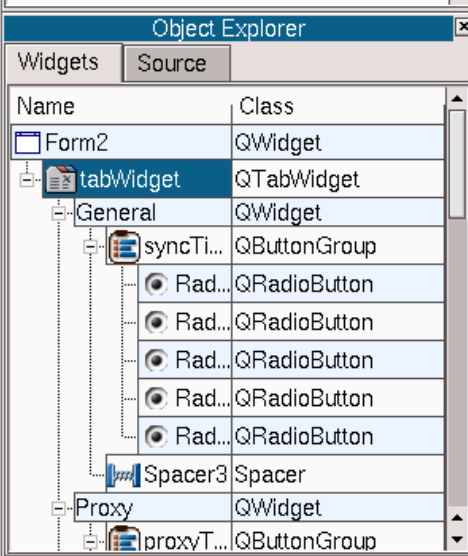 Object Explorer
Widgets Source
Name Class
Form2 QWidget
tabWidget QTabWidget
General QWidget
syncTi... QButtonGroup
Rad... QRadioButton
Rad... QRadioButton
Rad... QRadioButton
Rad... QRadioButton
Rad... QRadioButton
Spacer3 Spacer
Proxy QWidget
proxyT... QButtonGroup